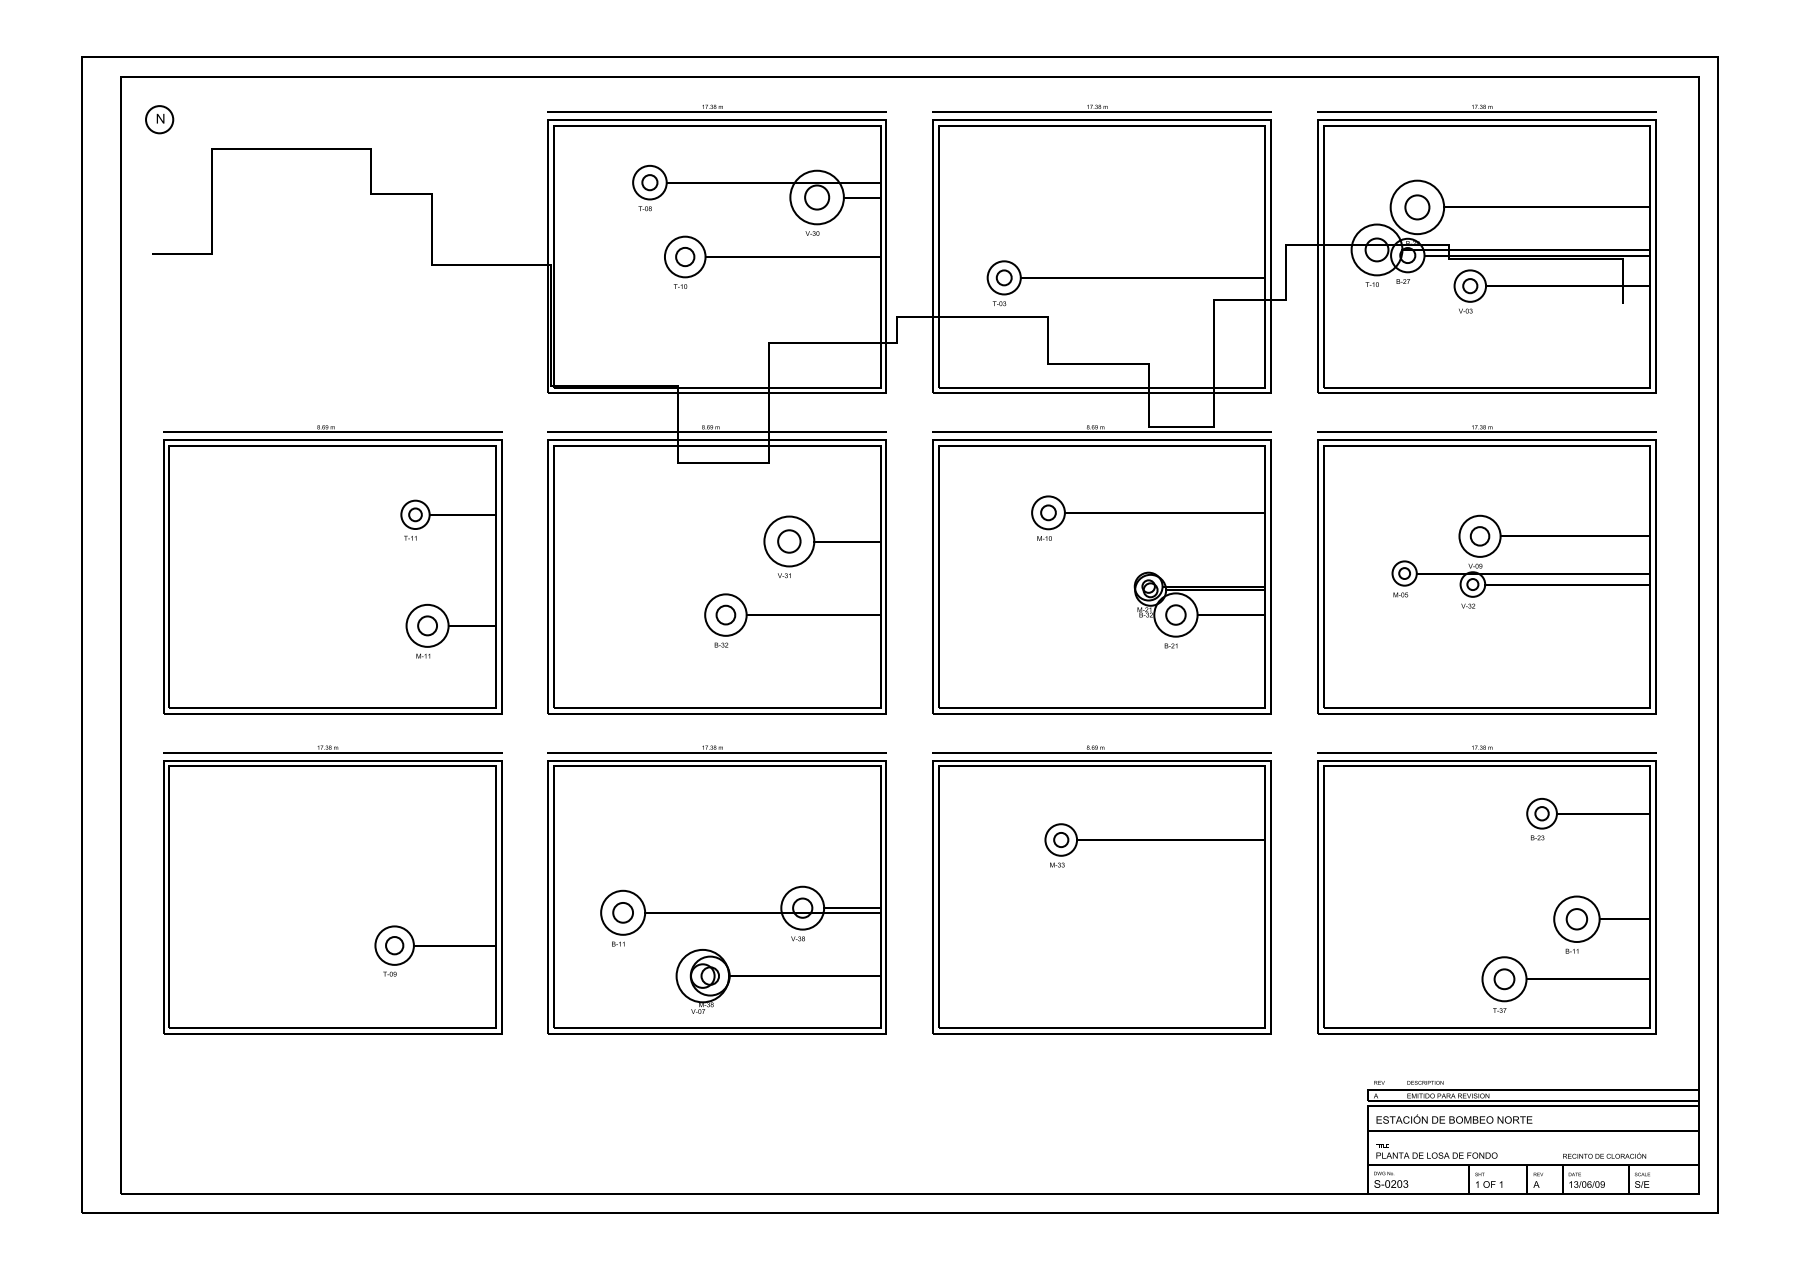 N
17.38 m
17.38 m
17.38 m
T-08
V-30
T-10
T-03
T-10
B-27
V-03
8.69 m
8.69 m
8.69 m
17.38 m
T-11
M-11
V-31
B-32
M-10
M-21
B-32
B-21
V-09
M-05
V-32
17.38 m
17.38 m
8.69 m
17.38 m
T-09
B-11
V-38
M-38
V-07
M-33
B-23
B-11
T-37
REV DESCRIPTION
A EMITIDO PARA REVISION
ESTACIÓN DE BOMBEO NORTE
TITLE
PLANTA DE LOSA DE FONDO RECINTO DE CLORACIÓN
DWG No. SHT REV DATE SCALE
S-0203 1 OF 1 A 13/06/09 S/E